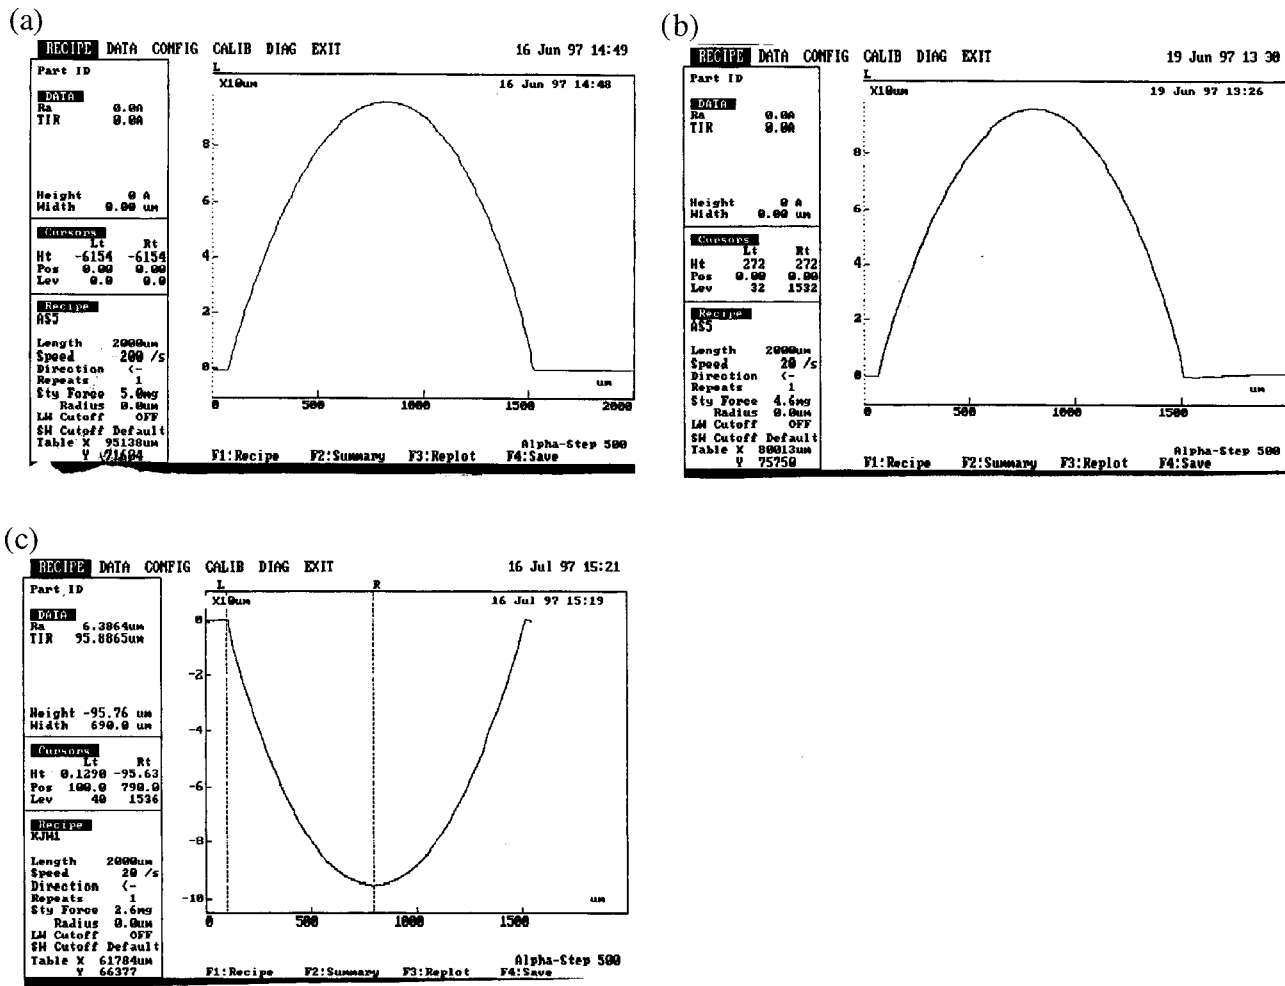 (a)
RECIPE DATA CONFIG CALIB DIAG EXIT 16 Jun 97 14:49
Part ID
L
X10um 16 Jun 97 14:48
DATA
Ra 0.0A
TIR 0.0A
Height 0 A
Width 0.00 um
Cursors
Lt Rt
Ht -6154 -6154
Pos 0.00 0.00
Lev 0.0 0.0
Recipe
AS5
Length 2000um
Speed 200 /s
Direction <-
Repeats 1
Sty Force 5.0mg
Radius 0.0um
LW Cutoff OFF
SW Cutoff Default
Table X 95138um
Y 71604
8
6
4
2
0
um
0 500 1000 1500 2000
Alpha-Step 500
F1:Recipe F2:Summary F3:Replot F4:Save
(b)
RECIPE DATA CONFIG CALIB DIAG EXIT 19 Jun 97 13 30
Part ID
L
X10um 19 Jun 97 13:26
DATA
Ra 0.0A
TIR 0.0A
Height 0 A
Width 0.00 um
Cursors
Lt Rt
Ht 272 272
Pos 0.00 0.00
Lev 32 1532
Recipe
AS5
Length 2000um
Speed 20 /s
Direction <-
Repeats 1
Sty Force 4.6mg
Radius 0.0um
LW Cutoff OFF
SW Cutoff Default
Table X 80013um
Y 75750
8
6
4
2
0
um
0 500 1000 1500
Alpha-Step 500
F1:Recipe F2:Summary F3:Replot F4:Save
(c)
RECIPE DATA CONFIG CALIB DIAG EXIT 16 Jul 97 15:21
Part ID
L R
X10um 16 Jul 97 15:19
DATA
Ra 6.3864um
TIR 95.8865um
Height -95.76 um
Width 690.0 um
Cursors
Lt Rt
Ht 0.1290 -95.63
Pos 100.0 790.0
Lev 40 1536
Recipe
KJW1
Length 2000um
Speed 20 /s
Direction <-
Repeats 1
Sty Force 2.6mg
Radius 0.0um
LW Cutoff OFF
SW Cutoff Default
Table X 61784um
Y 66377
0
-2
-4
-6
-8
-10
um
0 500 1000 1500
Alpha-Step 500
F1:Recipe F2:Summary F3:Replot F4:Save